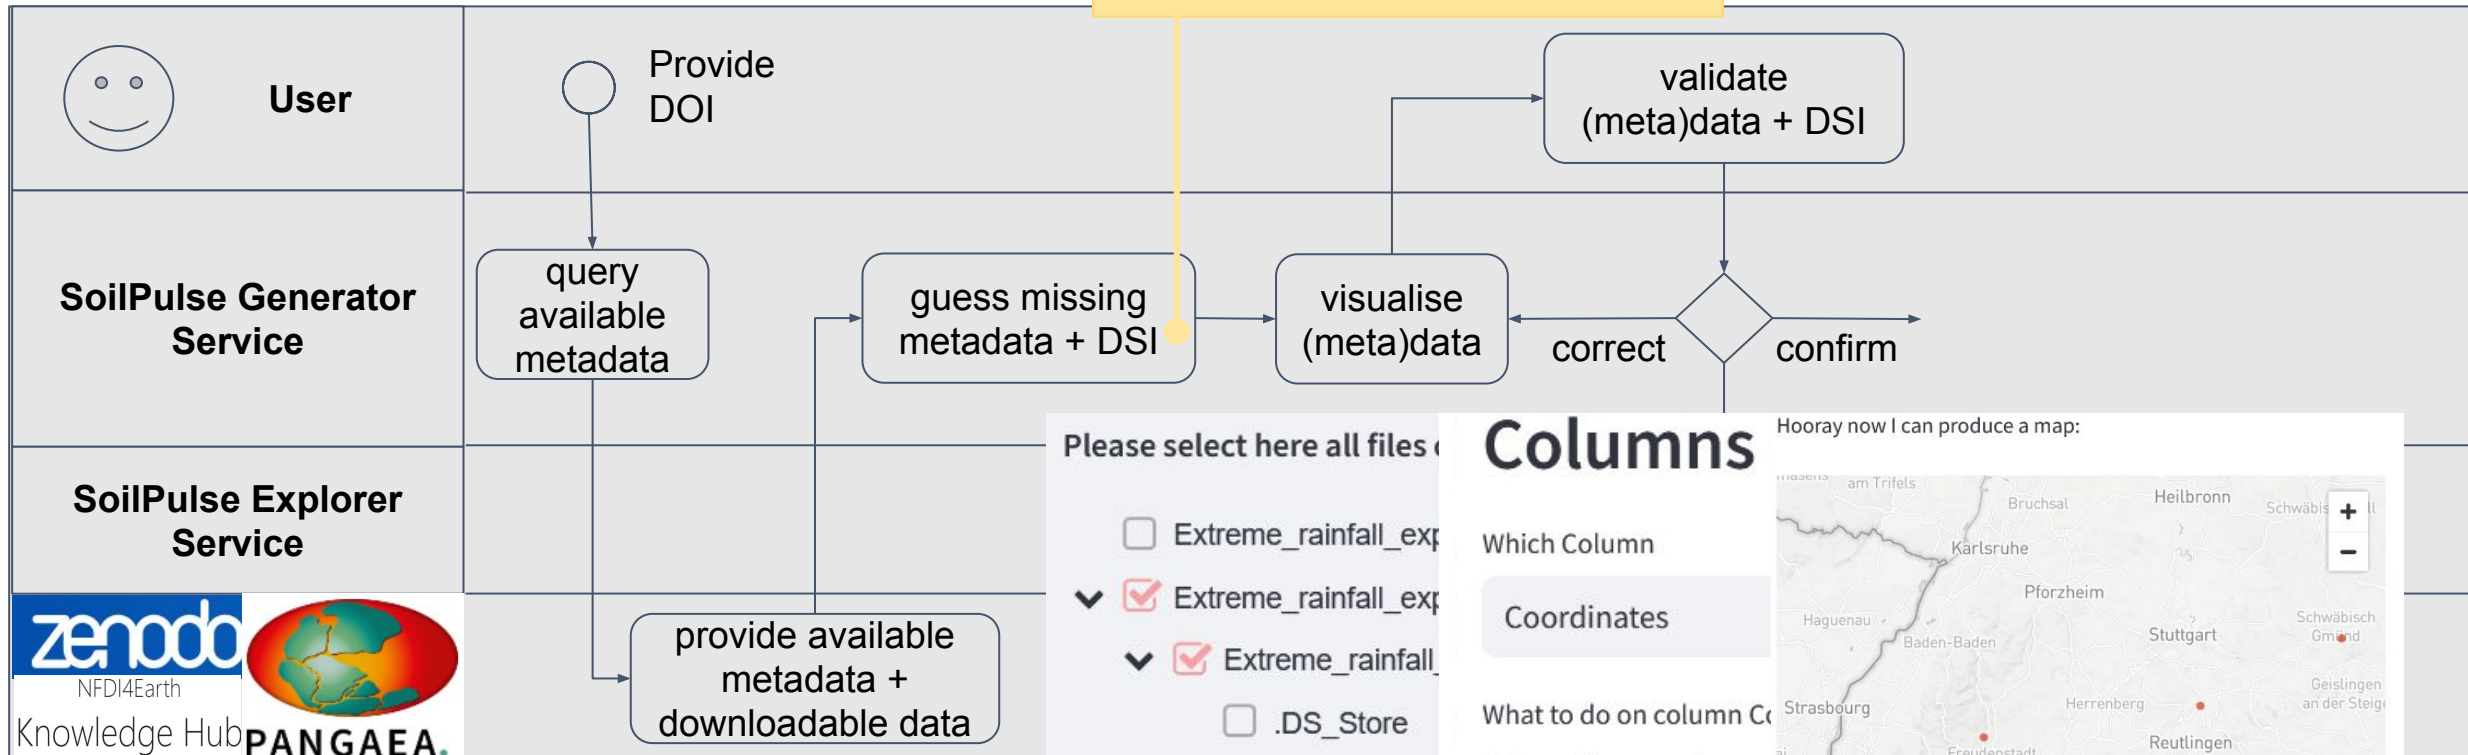 User
Provide
DOI
validate
(meta)data + DSI
SoilPulse Generator
Service
query
available
metadata
guess missing
metadata + DSI
visualise
(meta)data
correct
confirm
SoilPulse Explorer
Service
zenodo
NFDI4Earth
Knowledge Hub
PANGAEA.
provide available
metadata +
downloadable data
Please select here all files
Extreme_rainfall_exp
Extreme_rainfall_exp
Extreme_rainfall_
.DS_Store
Columns
Which Column
Coordinates
What to do on column Co
Hooray now I can produce a map:
am Trifels
Bruchsal
Heilbronn
Schwäbis
+
−
Karlsruhe
Pforzheim
Haguenau
Baden-Baden
Stuttgart
Schwäbisch
Gmünd
Strasbourg
Herrenberg
Geislingen
an der Steige
Freudenstadt
Reutlingen